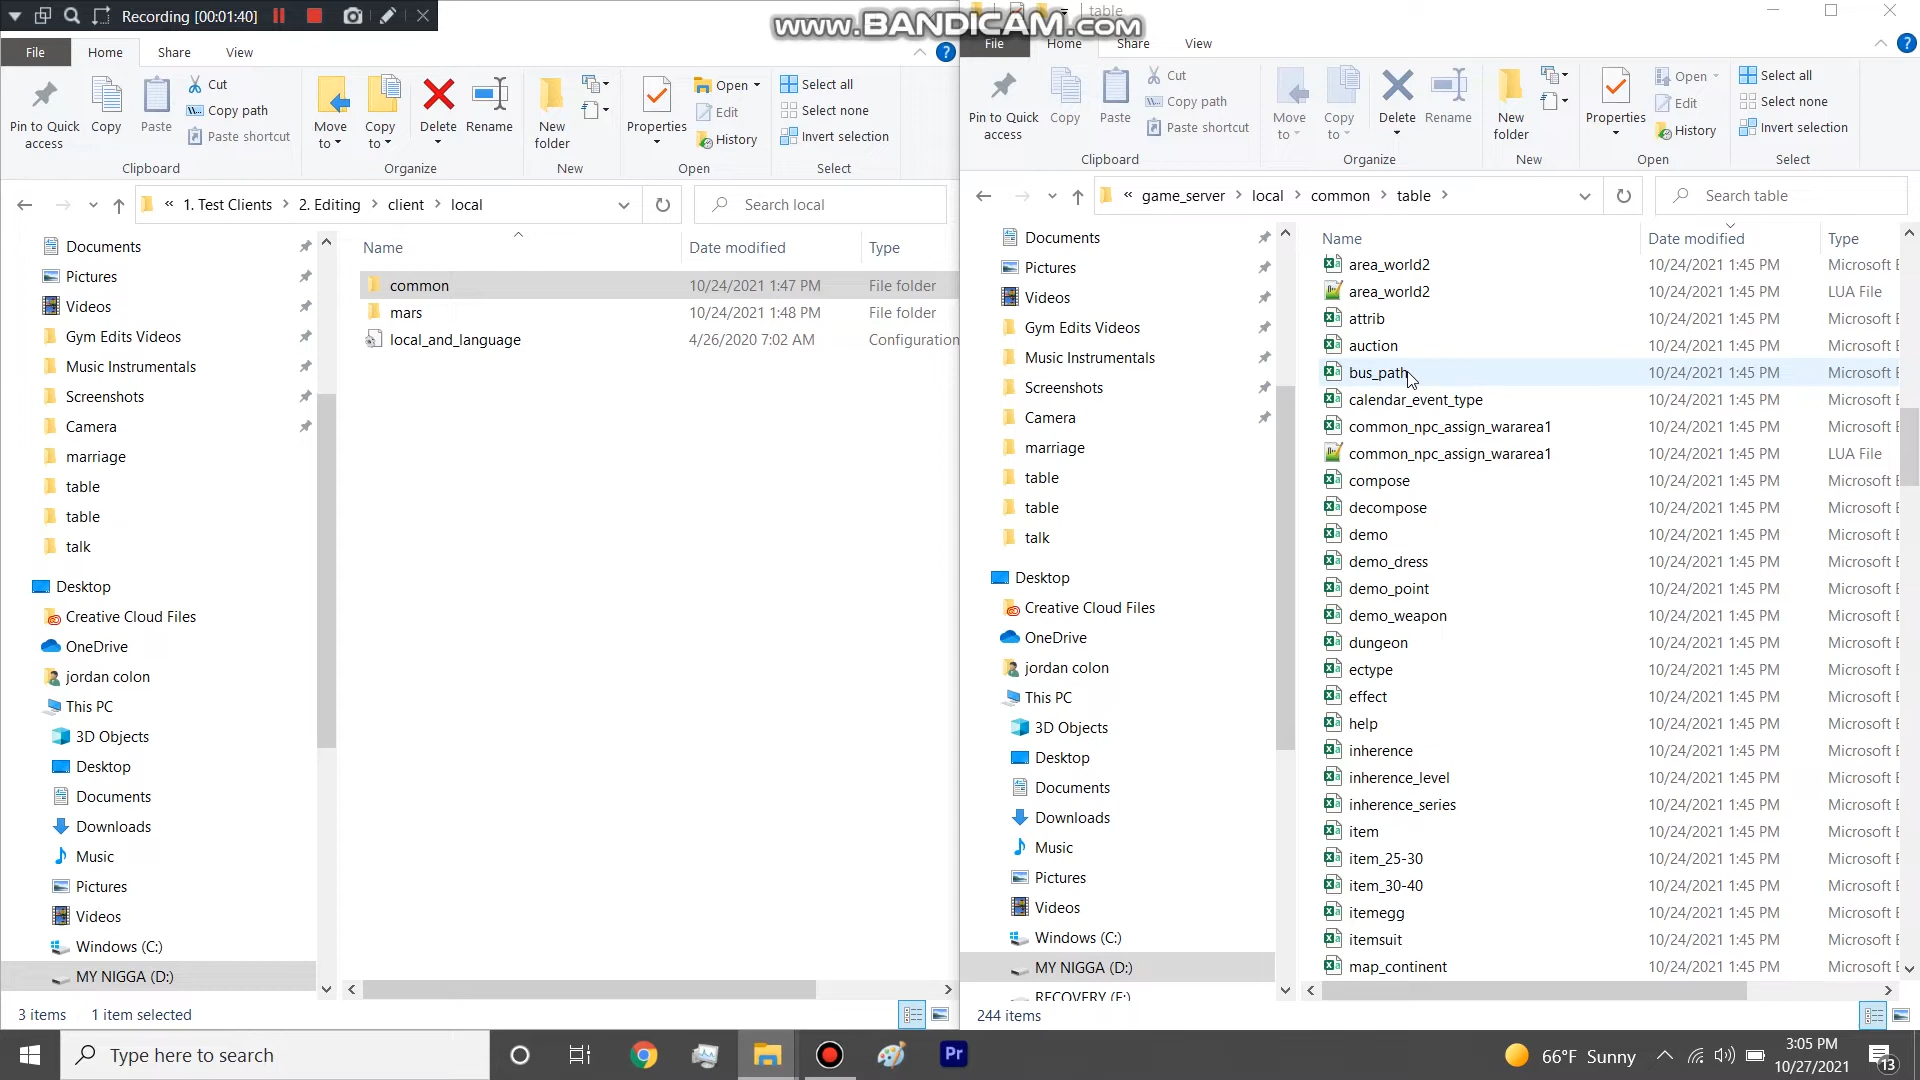 Recording [00:01:40]
www.BANDICAM.com
table
File Home Share View
File Home Share View
Pin to Quick access
Copy
Paste
Cut
Copy path
Paste shortcut
Clipboard
Move to
Copy to
Delete
Rename
Organize
New folder
New
Properties
Open
Edit
History
Open
Select all
Select none
Invert selection
Select
Pin to Quick access
Copy
Paste
Cut
Copy path
Paste shortcut
Clipboard
Move to
Copy to
Delete
Rename
Organize
New folder
New
Properties
Open
Edit
History
Open
Select all
Select none
Invert selection
Select
« 1. Test Clients > 2. Editing > client > local
Search local
« game_server > local > common > table >
Search table
Documents
Pictures
Videos
Gym Edits Videos
Music Instrumentals
Screenshots
Camera
marriage
table
table
talk
Desktop
Creative Cloud Files
OneDrive
jordan colon
This PC
3D Objects
Desktop
Documents
Downloads
Music
Pictures
Videos
Windows (C:)
MY NIGGA (D:)
Name Date modified Type
common 10/24/2021 1:47 PM File folder
mars 10/24/2021 1:48 PM File folder
local_and_language 4/26/2020 7:02 AM Configuration
3 items 1 item selected
Documents
Pictures
Videos
Gym Edits Videos
Music Instrumentals
Screenshots
Camera
marriage
table
table
talk
Desktop
Creative Cloud Files
OneDrive
jordan colon
This PC
3D Objects
Desktop
Documents
Downloads
Music
Pictures
Videos
Windows (C:)
MY NIGGA (D:)
RECOVERY (E:)
Name Date modified Type
area_world2 10/24/2021 1:45 PM Microsoft E
area_world2 10/24/2021 1:45 PM LUA File
attrib 10/24/2021 1:45 PM Microsoft E
auction 10/24/2021 1:45 PM Microsoft E
bus_path 10/24/2021 1:45 PM Microsoft E
calendar_event_type 10/24/2021 1:45 PM Microsoft E
common_npc_assign_wararea1 10/24/2021 1:45 PM Microsoft E
common_npc_assign_wararea1 10/24/2021 1:45 PM LUA File
compose 10/24/2021 1:45 PM Microsoft E
decompose 10/24/2021 1:45 PM Microsoft E
demo 10/24/2021 1:45 PM Microsoft E
demo_dress 10/24/2021 1:45 PM Microsoft E
demo_point 10/24/2021 1:45 PM Microsoft E
demo_weapon 10/24/2021 1:45 PM Microsoft E
dungeon 10/24/2021 1:45 PM Microsoft E
ectype 10/24/2021 1:45 PM Microsoft E
effect 10/24/2021 1:45 PM Microsoft E
help 10/24/2021 1:45 PM Microsoft E
inherence 10/24/2021 1:45 PM Microsoft E
inherence_level 10/24/2021 1:45 PM Microsoft E
inherence_series 10/24/2021 1:45 PM Microsoft E
item 10/24/2021 1:45 PM Microsoft E
item_25-30 10/24/2021 1:45 PM Microsoft E
item_30-40 10/24/2021 1:45 PM Microsoft E
itemegg 10/24/2021 1:45 PM Microsoft E
itemsuit 10/24/2021 1:45 PM Microsoft E
map_continent 10/24/2021 1:45 PM Microsoft E
244 items
Type here to search
Pr
66°F Sunny
3:05 PM
10/27/2021
13